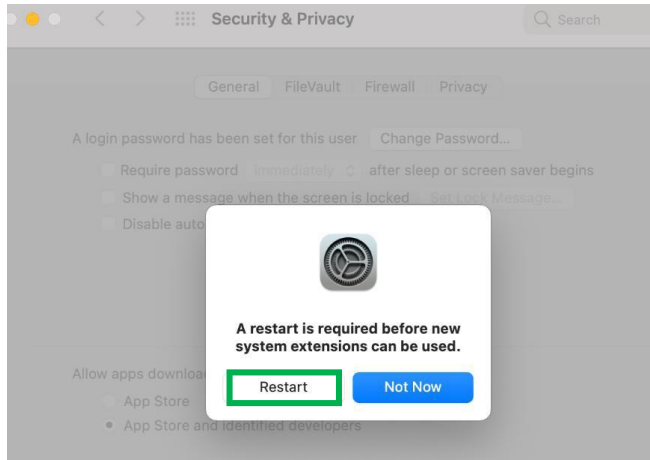 Security & Privacy
Search
General FileVault Firewall Privacy
A login password has been set for this user Change Password...
Require password immediately after sleep or screen saver begins
Show a message when the screen is locked Set Lock Message...
Disable auto
A restart is required before new
system extensions can be used.
Allow apps downloa
Restart Not Now
App Store
App Store and identified developers